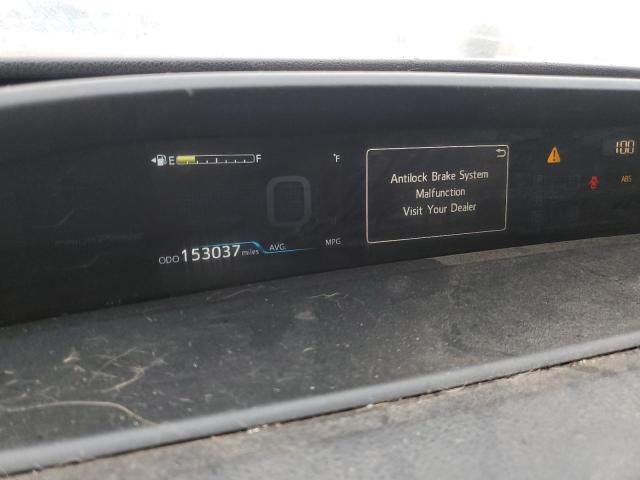 E F
°F
Antilock Brake System
Malfunction
Visit Your Dealer
100
ABS
ODO 153037 miles
AVG.
MPG